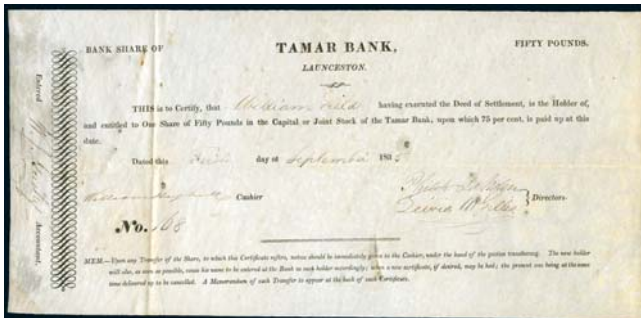 BANK SHARE OF
TAMAR BANK,
FIFTY POUNDS.
LAUNCESTON.
THIS is to Certify, that William Field having executed the Deed of Settlement, is the Holder of,
and entitled to One Share of Fifty Pounds in the Capital or Joint Stock of the Tamar Bank, upon which 75 per cent. is paid up at this
date.
Dated this First day of September 183
William Cashier
Directors.
No. 168
MEM.—Upon any Transfer of the Share, to which this Certificate refers, notice should be immediately given to the Cashier, under the hand of the parties transferring. The new holder
will also, as soon as possible, cause his name to be entered at the Bank as such holder accordingly; when a new certificate, if desired, may be had; the present one being at the same
time delivered up to be cancelled. A Memorandum of such Transfer to appear at the back of such Certificate.
Entered Accountant.